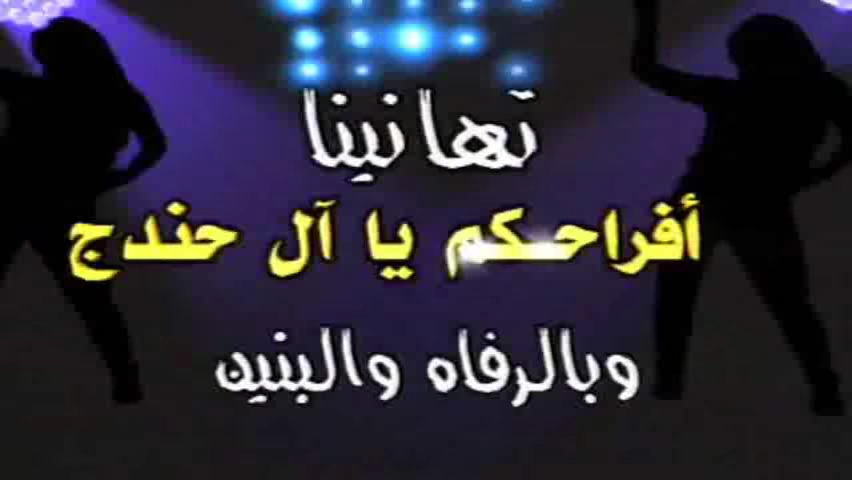 تهانينا
أفراحكم يا آل حندج
وبالرفاه والبنين